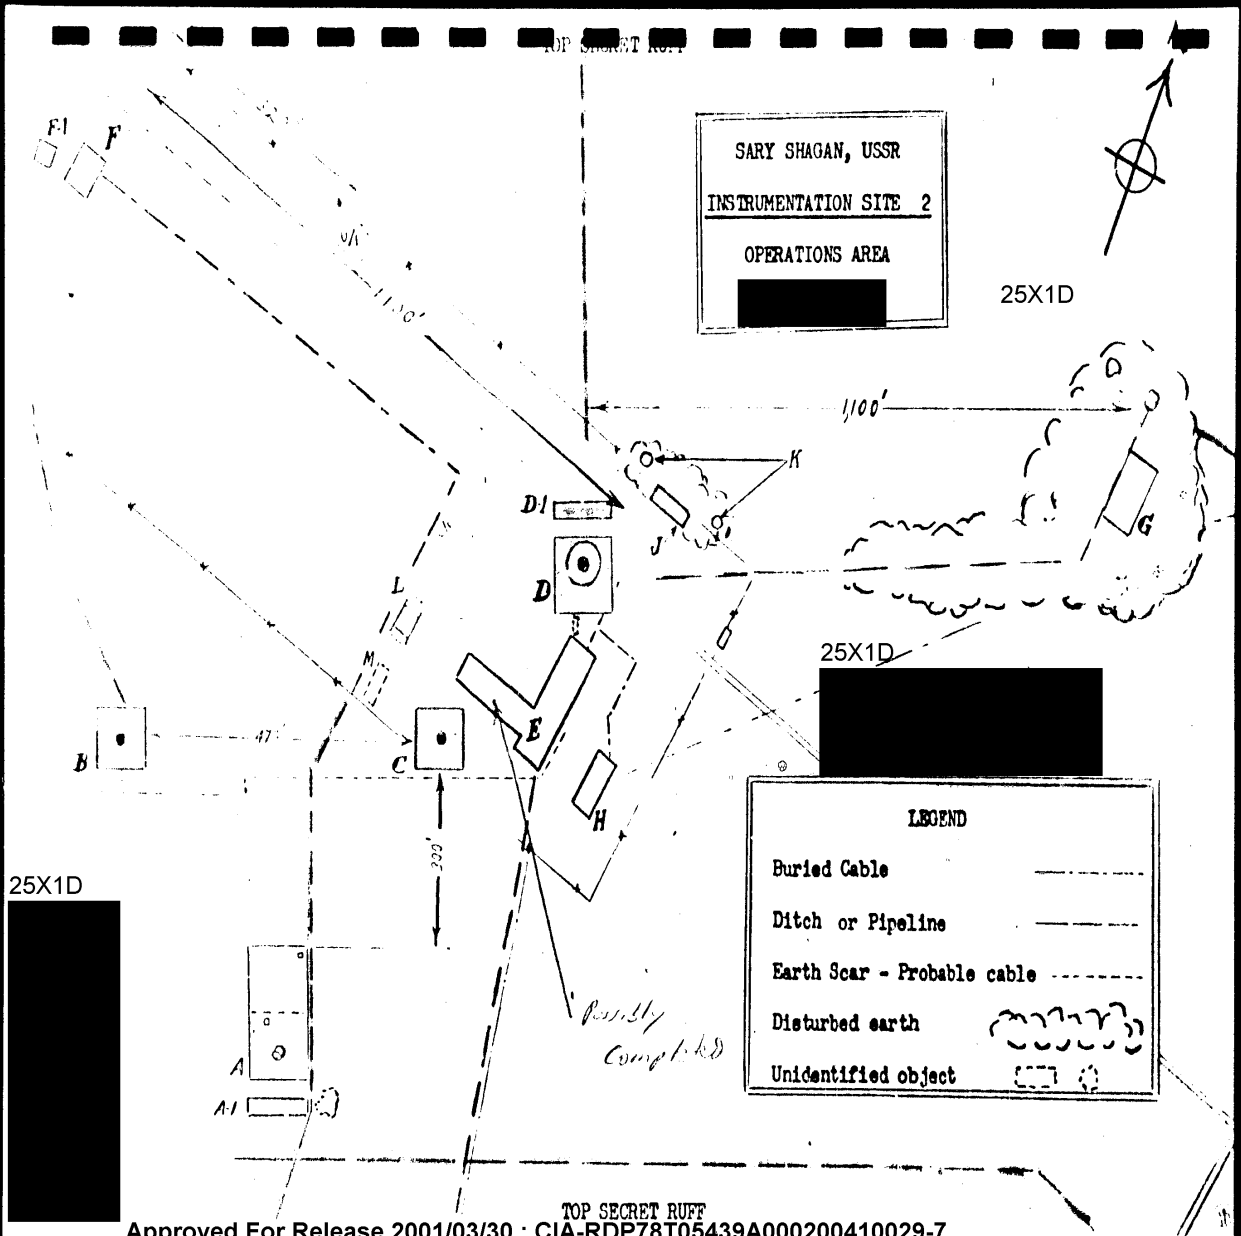 TOP SECRET RUFF
F-1
F
SARY SHAGAN, USSR
INSTRUMENTATION SITE 2
OPERATIONS AREA
25X1D
1,100'
K
D-1
J
G
D
L
M
25X1D
E
B
C
H
200'
LEGEND
Buried Cable
Ditch or Pipeline
Earth Scar - Probable cable
Disturbed earth
Unidentified object
25X1D
Possibly
Completed
A
A-1
TOP SECRET RUFF
Approved For Release 2001/03/30 : CIA-RDP78T05439A000200410029-7